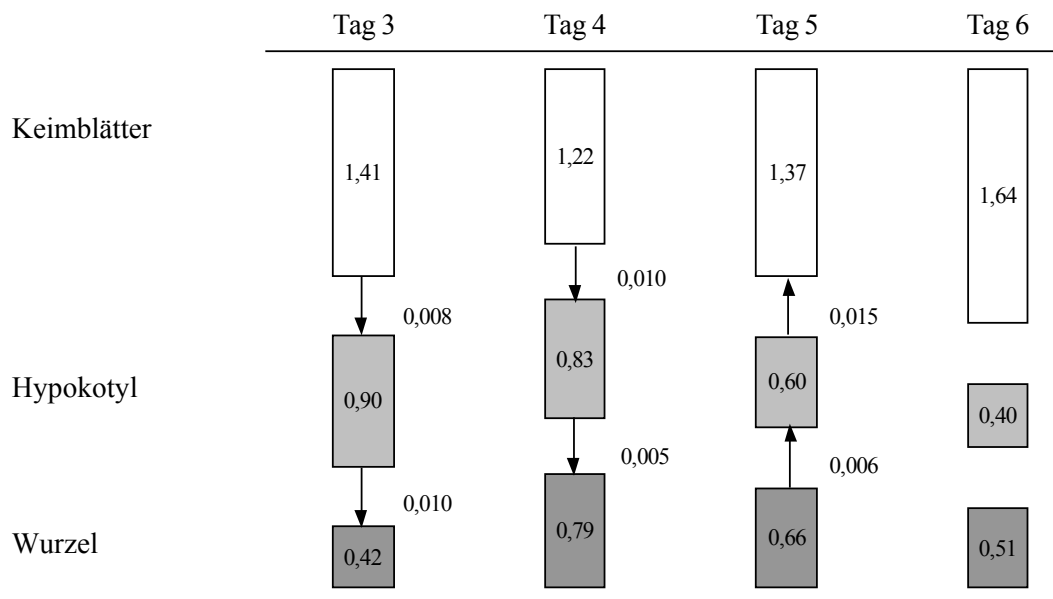 Tag 3 Tag 4 Tag 5 Tag 6
Keimblätter
1,41 1,22 1,37 1,64
0,008 0,010 0,015
Hypokotyl
0,90 0,83 0,60 0,40
0,010 0,005 0,006
Wurzel
0,42 0,79 0,66 0,51